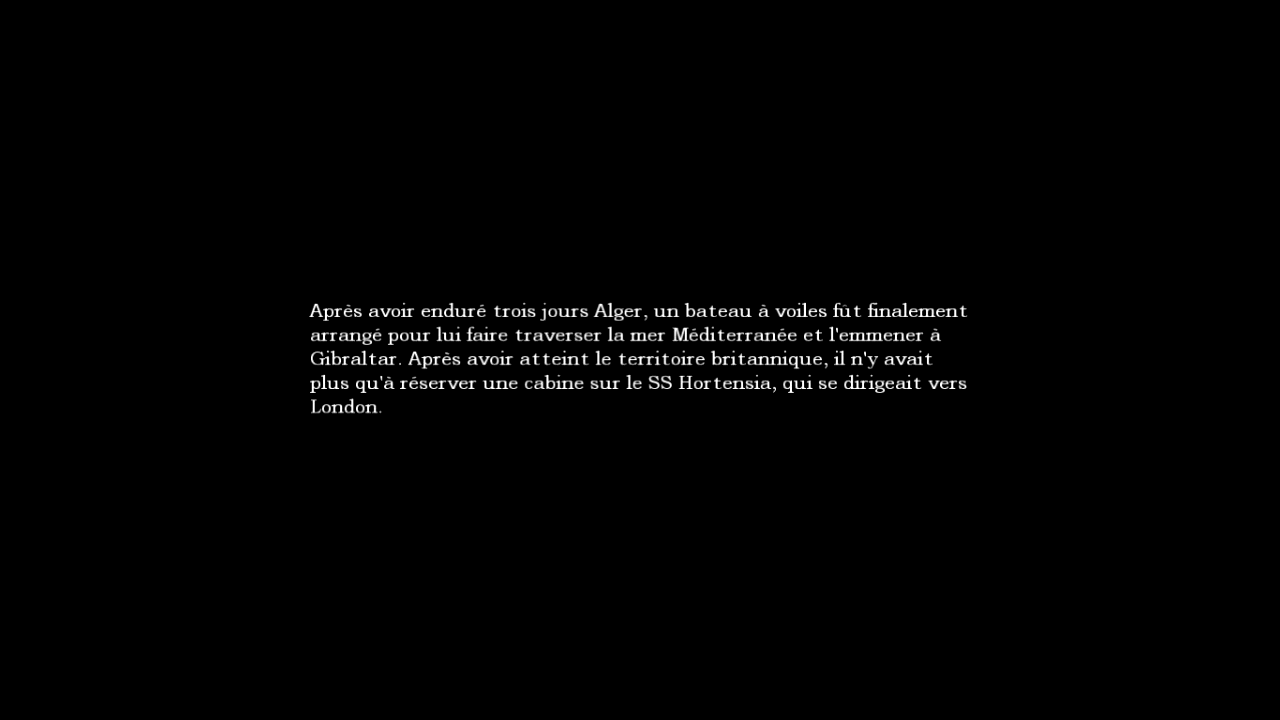 Après avoir enduré trois jours Alger, un bateau à voiles fût finalement
arrangé pour lui faire traverser la mer Méditerranée et l'emmener à
Gibraltar. Après avoir atteint le territoire britannique, il n'y avait
plus qu'à réserver une cabine sur le SS Hortensia, qui se dirigeait vers
London.